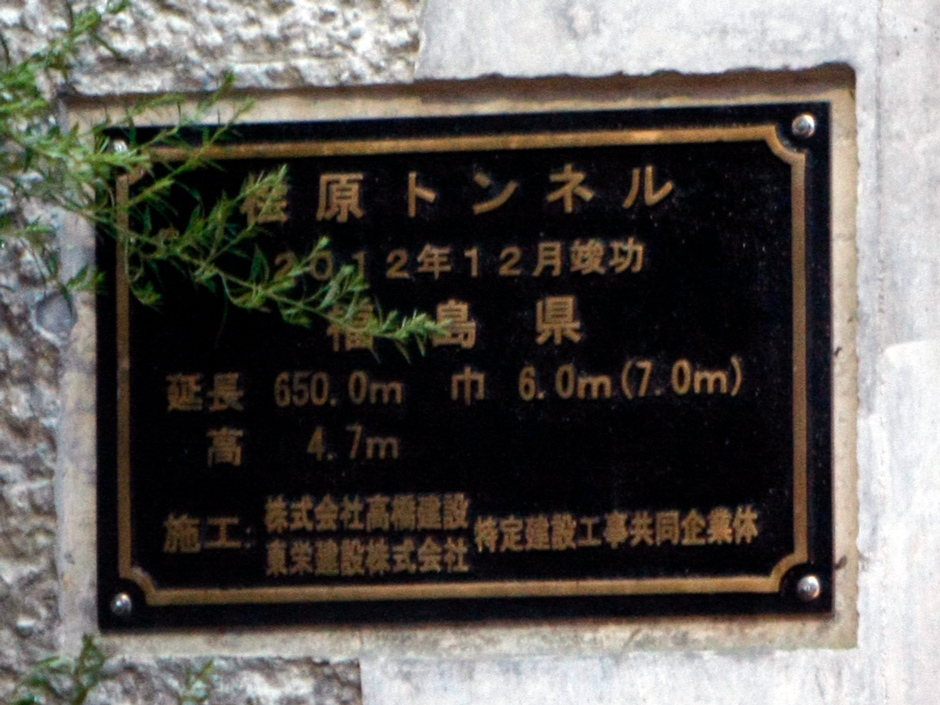 桧原トンネル
2012年12月竣功
福島県
延長 650.0m 巾 6.0m(7.0m)
高 4.7m
施工: 株式会社高橋建設
東栄建設株式会社 特定建設工事共同企業体